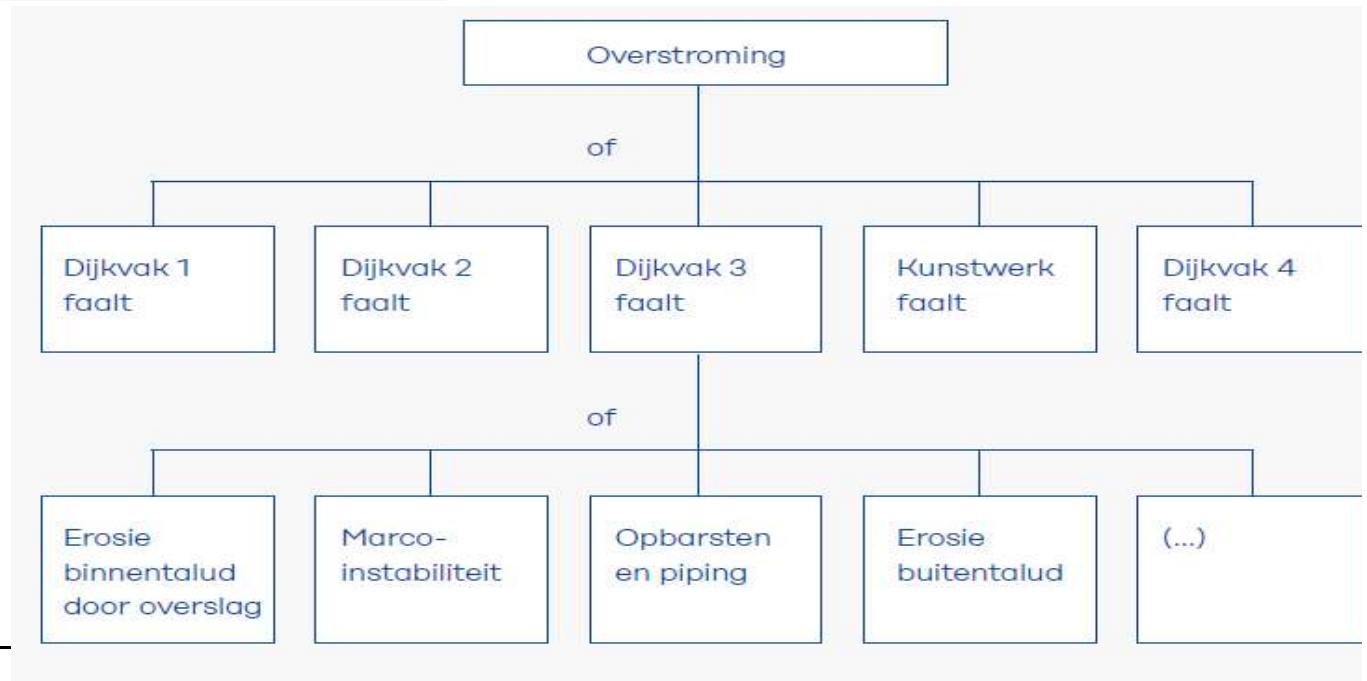 Overstroming
of
Dijkvak 1
faalt
Dijkvak 2
faalt
Dijkvak 3
faalt
Kunstwerk
faalt
Dijkvak 4
faalt
of
Erosie
binnentalud
door overslag
Marco-
instabiliteit
Opbarsten
en piping
Erosie
buitentalud
(...)